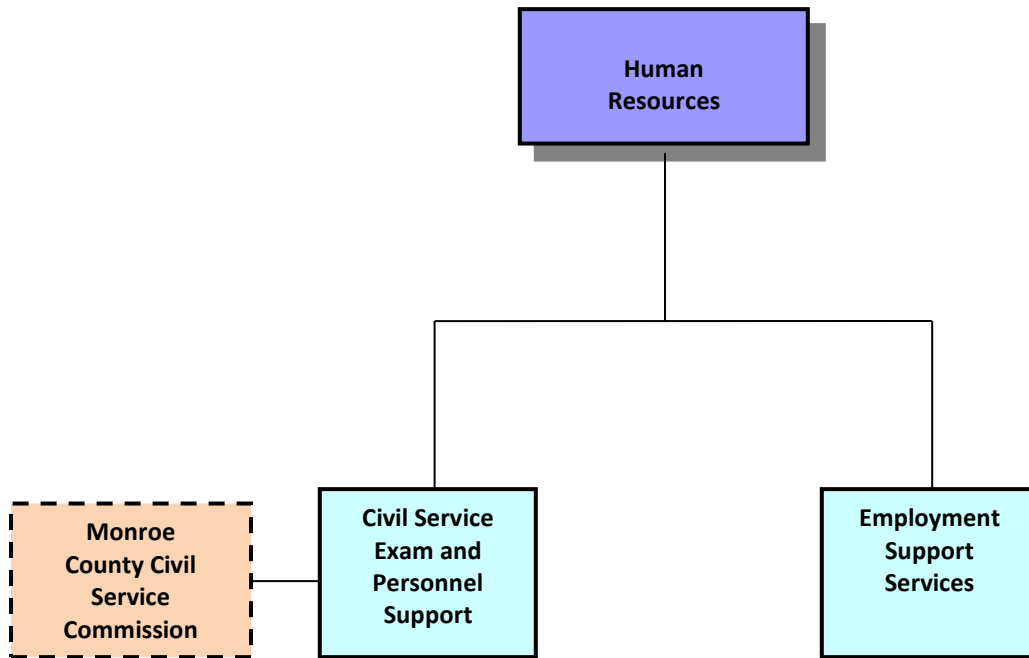 Human
Resources
Monroe
County Civil
Service
Commission
Civil Service
Exam and
Personnel
Support
Employment
Support
Services